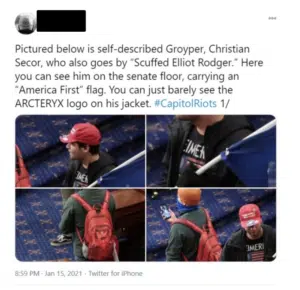 Pictured below is self-described Groyper, Christian
Secor, who also goes by “Scuffed Elliot Rodger.” Here
you can see him on the senate floor, carrying an
“America First” flag. You can just barely see the
ARCTERYX logo on his jacket. #CapitolRiots 1/
8:59 PM · Jan 15, 2021 · Twitter for iPhone